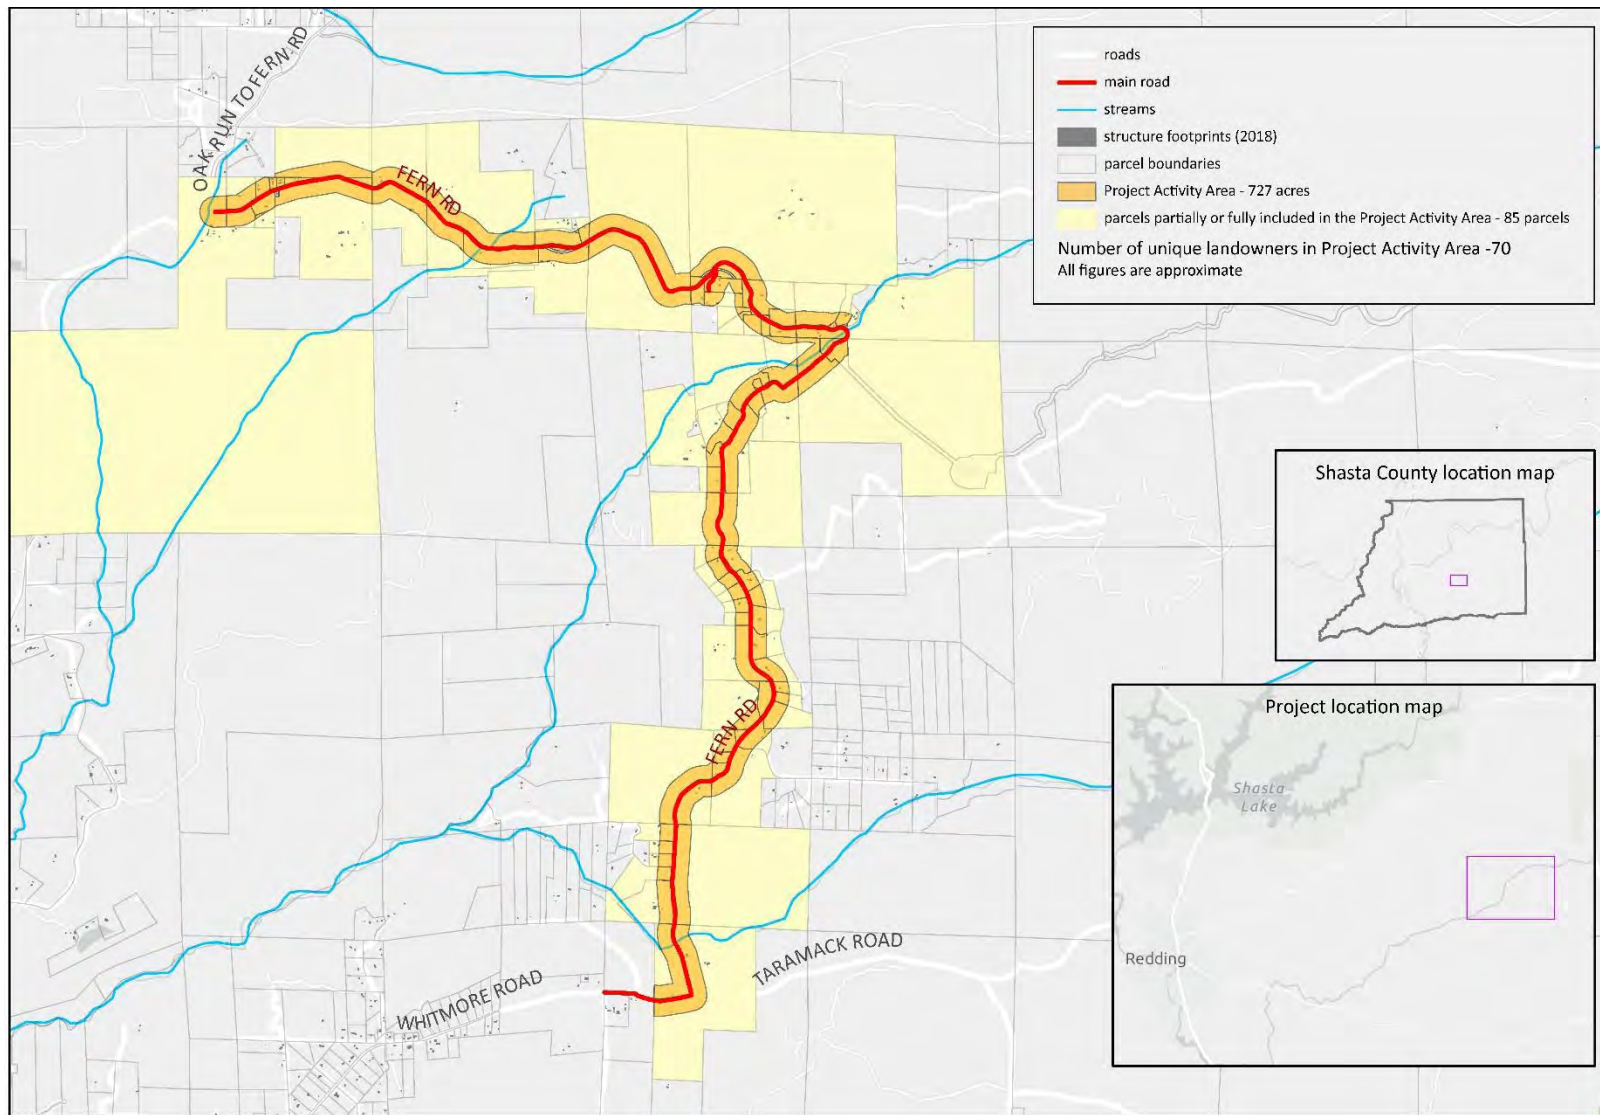 OAK RUN TO FERN RD
FERN RD
FERN RD
WHITMORE ROAD
TARAMACK ROAD
roads
main road
streams
structure footprints (2018)
parcel boundaries
Project Activity Area - 727 acres
parcels partially or fully included in the Project Activity Area - 85 parcels
Number of unique landowners in Project Activity Area -70
All figures are approximate
Shasta County location map
Project location map
Shasta
Lake
Redding